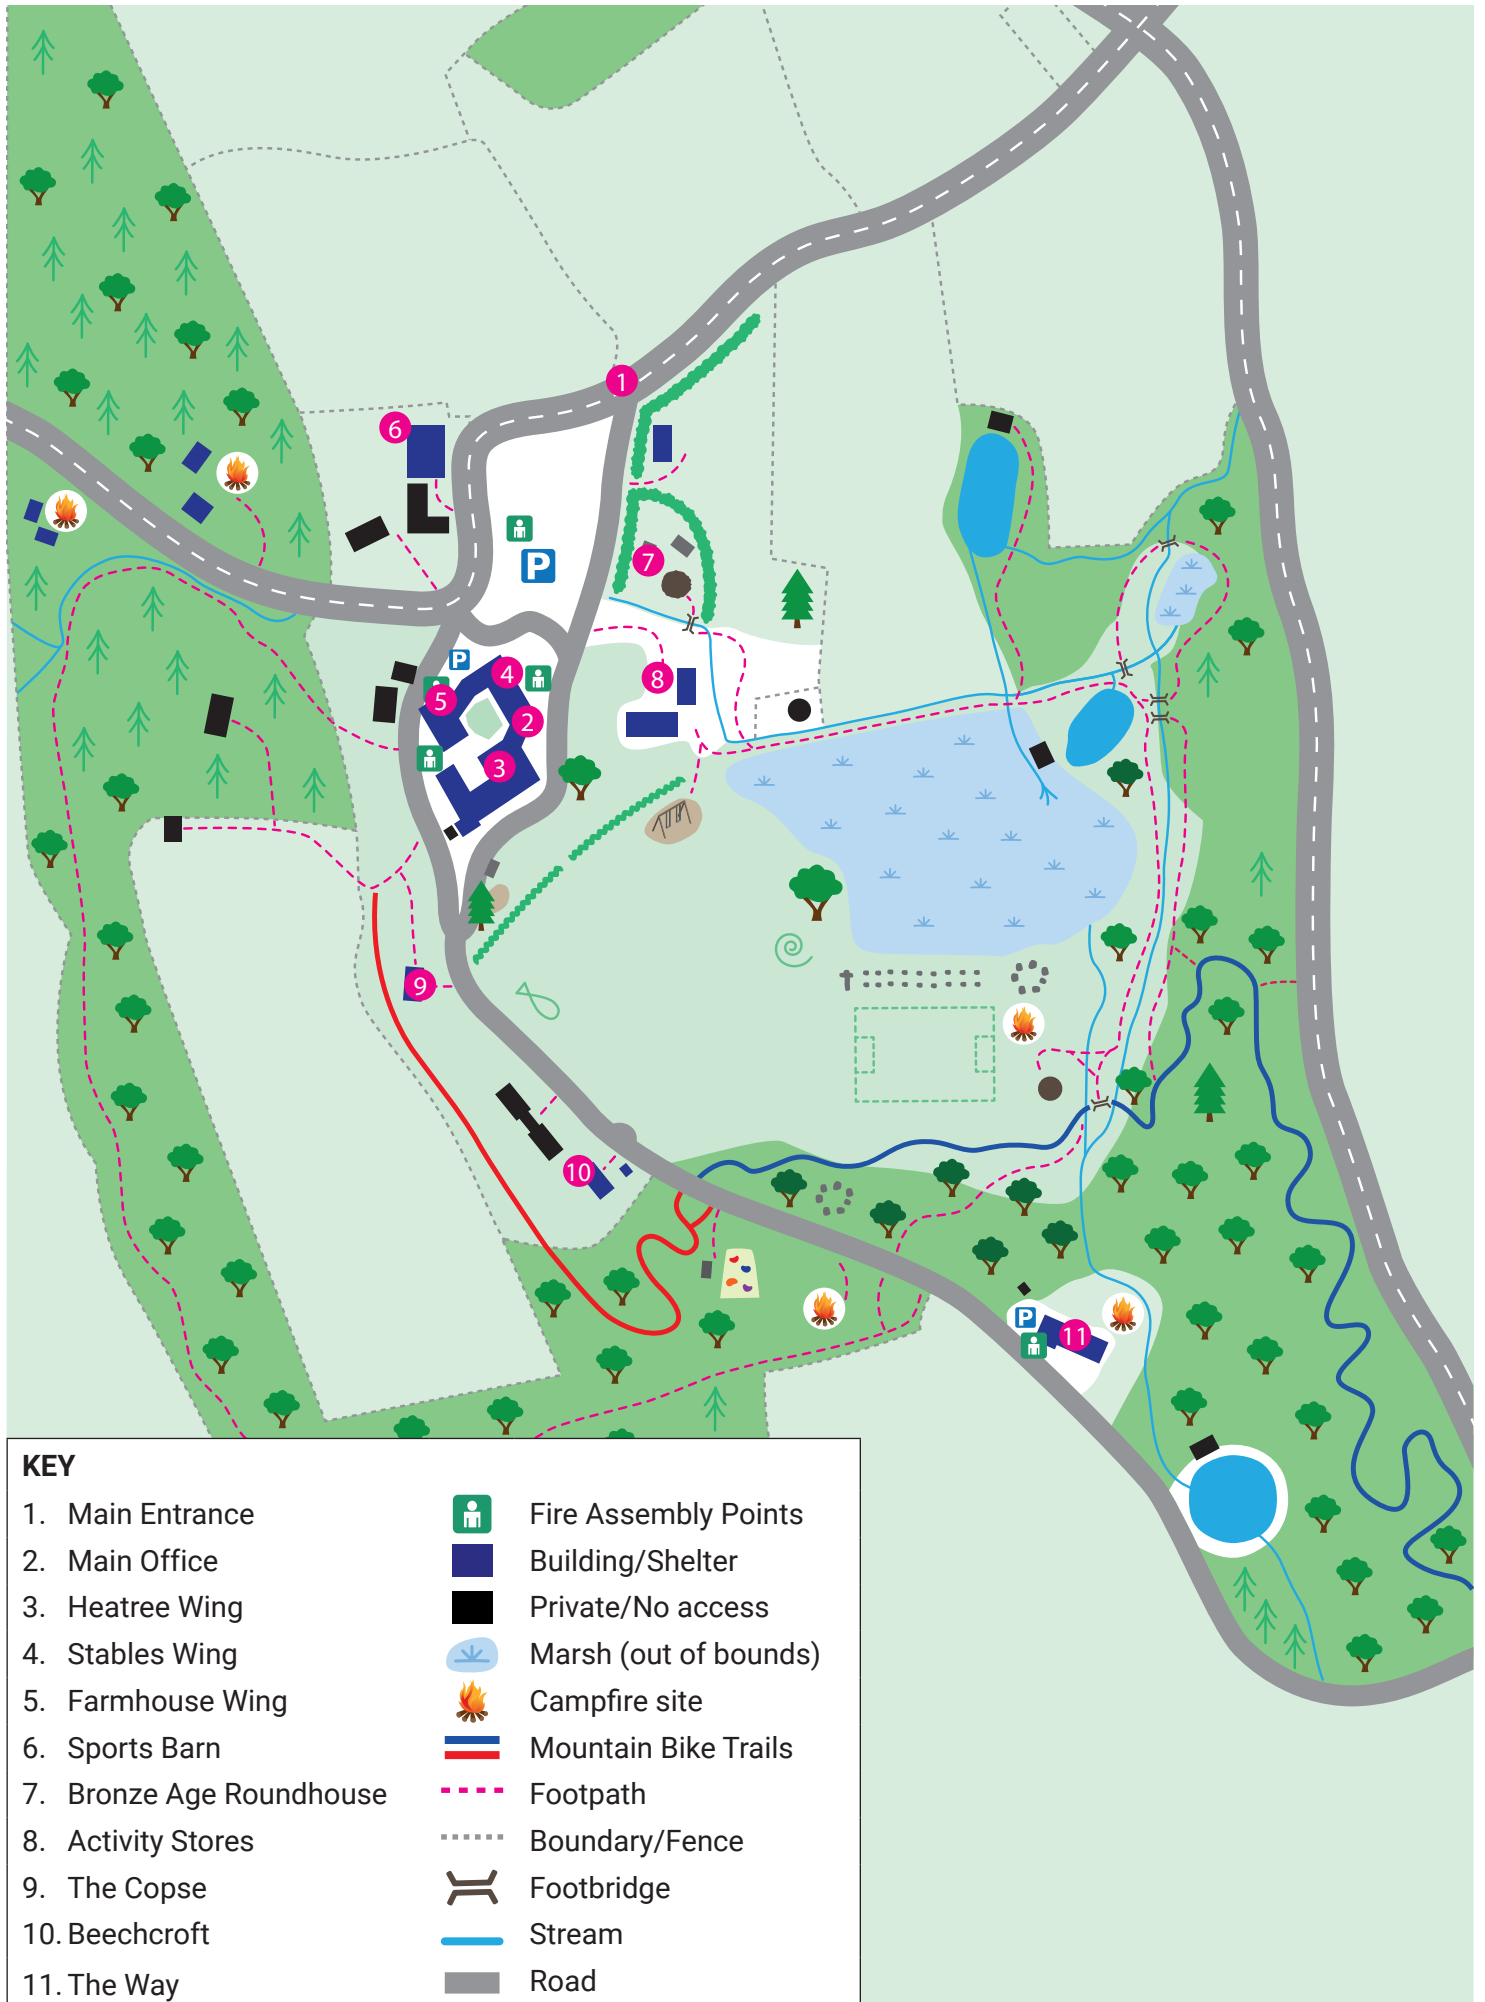 1
6
P
7
P
4
8
5
2
3
9
10
P
11
KEY
1. Main Entrance
2. Main Office
3. Heatree Wing
4. Stables Wing
5. Farmhouse Wing
6. Sports Barn
7. Bronze Age Roundhouse
8. Activity Stores
9. The Copse
10. Beechcroft
11. The Way
Fire Assembly Points
Building/Shelter
Private/No access
Marsh (out of bounds)
Campfire site
Mountain Bike Trails
Footpath
Boundary/Fence
Footbridge
Stream
Road